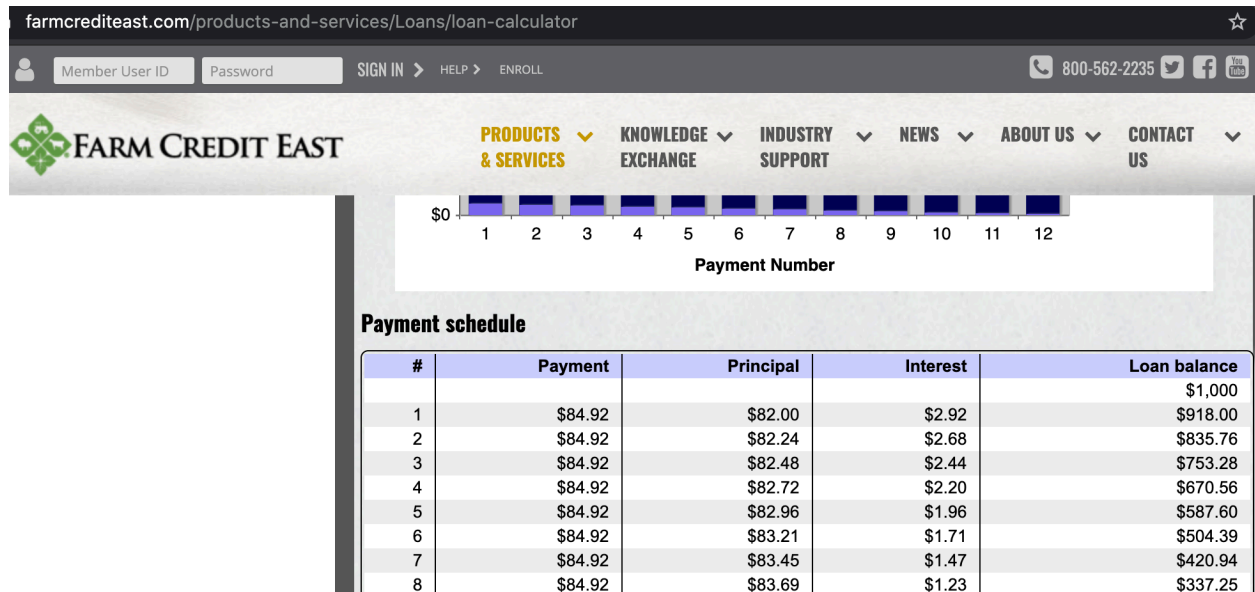 farmcrediteast.com/products-and-services/Loans/loan-calculator
Member User ID Password SIGN IN HELP ENROLL 800-562-2235 You Tube
FARM CREDIT EAST
PRODUCTS & SERVICES
KNOWLEDGE EXCHANGE
INDUSTRY SUPPORT
NEWS
ABOUT US
CONTACT US
$0
1 2 3 4 5 6 7 8 9 10 11 12
Payment Number
Payment schedule
# Payment Principal Interest Loan balance
$1,000
1 $84.92 $82.00 $2.92 $918.00
2 $84.92 $82.24 $2.68 $835.76
3 $84.92 $82.48 $2.44 $753.28
4 $84.92 $82.72 $2.20 $670.56
5 $84.92 $82.96 $1.96 $587.60
6 $84.92 $83.21 $1.71 $504.39
7 $84.92 $83.45 $1.47 $420.94
8 $84.92 $83.69 $1.23 $337.25